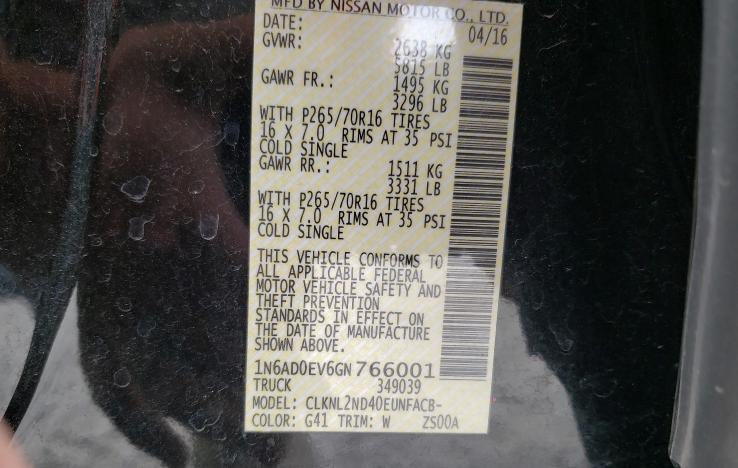 MFD BY NISSAN MOTOR CO., LTD.
DATE: 04/16
GVWR: 2638 KG
5815 LB
GAWR FR.: 1495 KG
3296 LB
WITH P265/70R16 TIRES
16 X 7.0 RIMS AT 35 PSI
COLD SINGLE
GAWR RR.: 1511 KG
3331 LB
WITH P265/70R16 TIRES
16 X 7.0 RIMS AT 35 PSI
COLD SINGLE
THIS VEHICLE CONFORMS TO
ALL APPLICABLE FEDERAL
MOTOR VEHICLE SAFETY AND
THEFT PREVENTION
STANDARDS IN EFFECT ON
THE DATE OF MANUFACTURE
SHOWN ABOVE.
1N6AD0EV6GN766001
TRUCK 349039
MODEL: CLKNL2ND40EUNFACB-
COLOR: G41 TRIM: W ZS00A